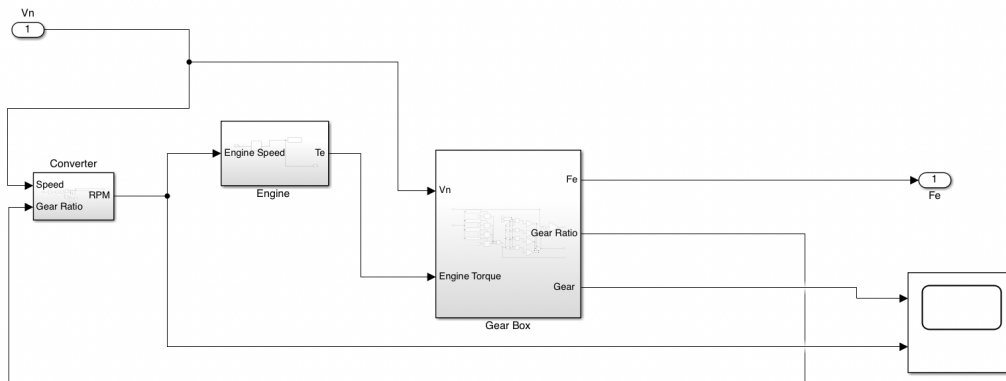 Vn
1
Converter
Speed
Gear Ratio
RPM
Engine Speed
Te
Engine
Vn
Engine Torque
Fe
Gear Ratio
Gear
Gear Box
1
Fe